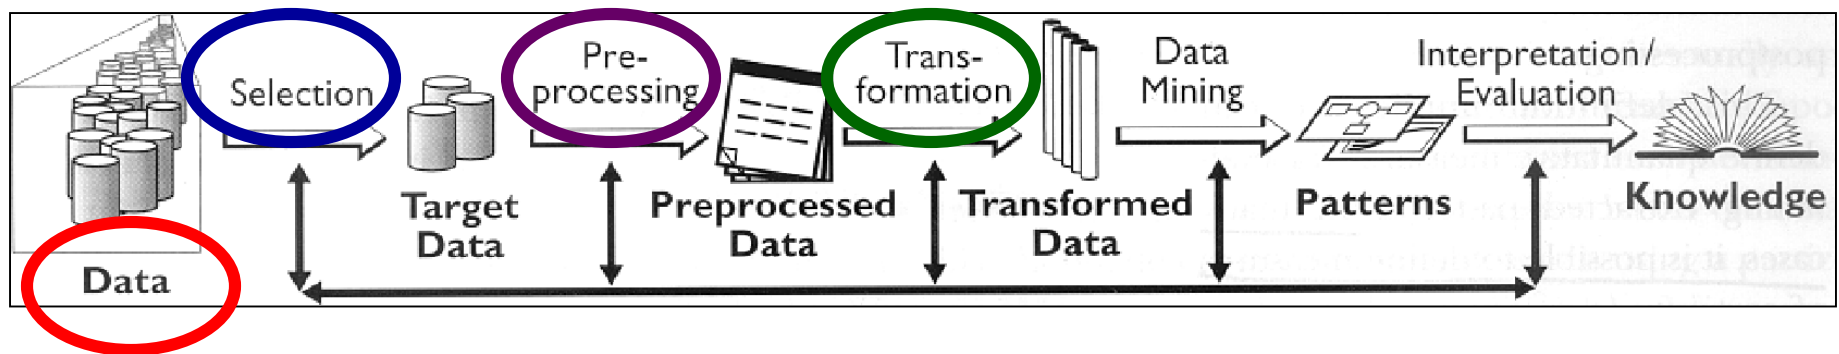 Data
Selection
Target
Data
Pre-
processing
Preprocessed
Data
Trans-
formation
Transformed
Data
Data
Mining
Patterns
Interpretation/
Evaluation
Knowledge